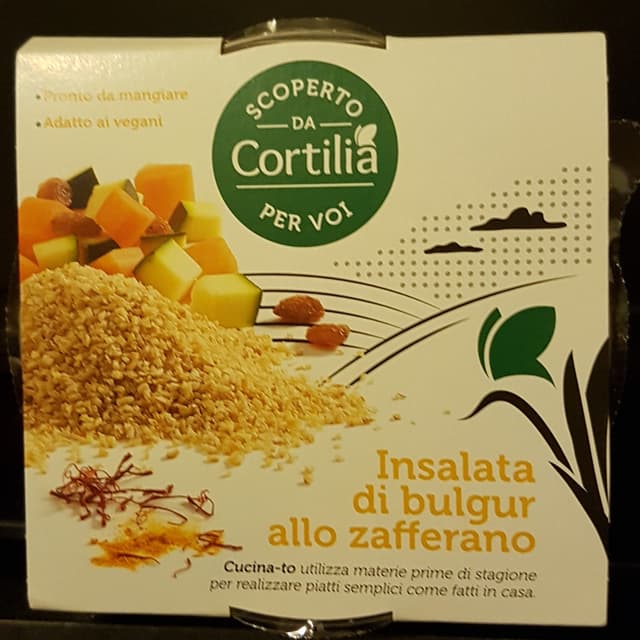 • Pronto da mangiare
• Adatto ai vegani
SCOPERTO
DA
Cortilia
PER VOI
Insalata
di bulgur
allo zafferano
Cucina-to utilizza materie prime di stagione
per realizzare piatti semplici come fatti in casa.